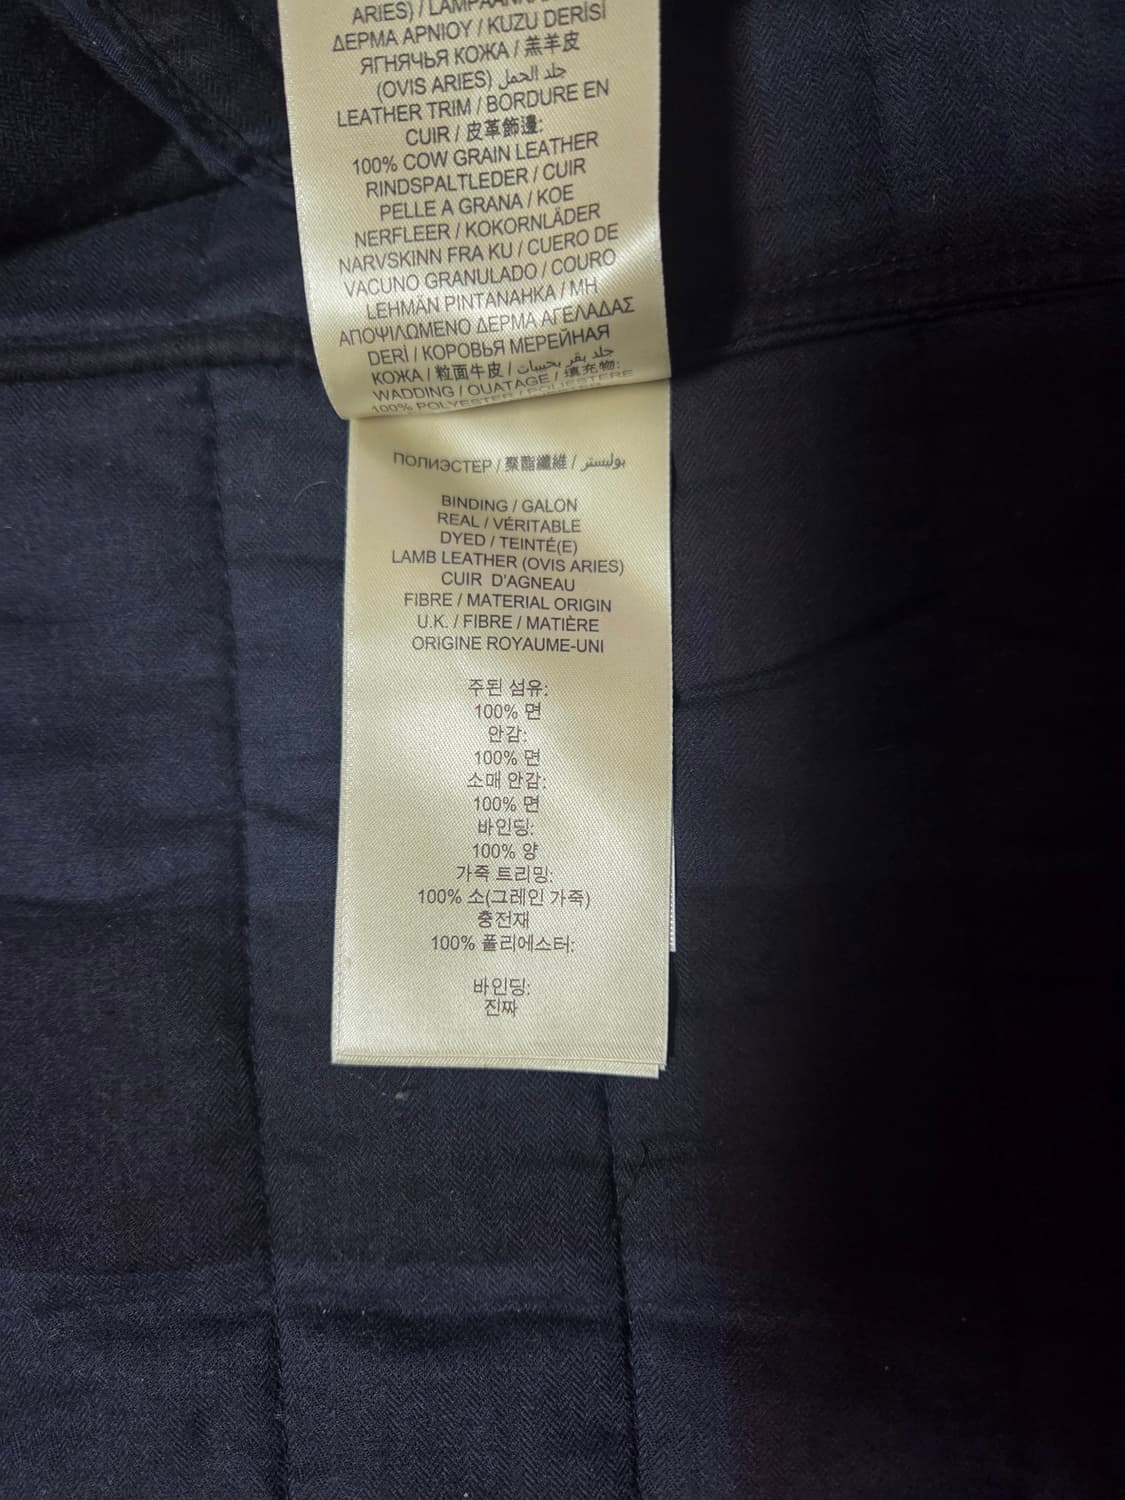 ARIES) / LAMPAANNA
ΔΕΡΜΑ ΑΡΝΙΟΥ / KUZU DERİSİ
ЯГНЯЧЬЯ КОЖА / 羔羊皮
(OVIS ARIES) جلد الحمل
LEATHER TRIM / BORDURE EN
CUIR / 皮革飾邊:
100% COW GRAIN LEATHER
RINDSPALTLEDER / CUIR
PELLE A GRANA / KOE
NERFLEER / KOKORNLÄDER
NARVSKINN FRA KU / CUERO DE
VACUNO GRANULADO / COURO
LEHMÄN PINTANAHKA / MH
ΑΠΟΨΙΛΩΜΕΝΟ ΔΕΡΜΑ ΑΓΕΛΑΔΑΣ
DERİ / КОРОВЬЯ МЕРЕЙНАЯ
КОЖА / 粒面牛皮 / جلد بقر بحبيبات
WADDING / OUATAGE / 填充物:
100% POLYESTER / POLIESTERE
ПОЛИЭСТЕР / 聚酯纖維 / بوليستر
BINDING / GALON
REAL / VÉRITABLE
DYED / TEINTÉ(E)
LAMB LEATHER (OVIS ARIES)
CUIR D'AGNEAU
FIBRE / MATERIAL ORIGIN
U.K. / FIBRE / MATIÈRE
ORIGINE ROYAUME-UNI
주된 섬유:
100% 면
안감:
100% 면
소매 안감:
100% 면
바인딩:
100% 양
가죽 트리밍:
100% 소(그레인 가죽)
충전재
100% 폴리에스터:
바인딩:
진짜